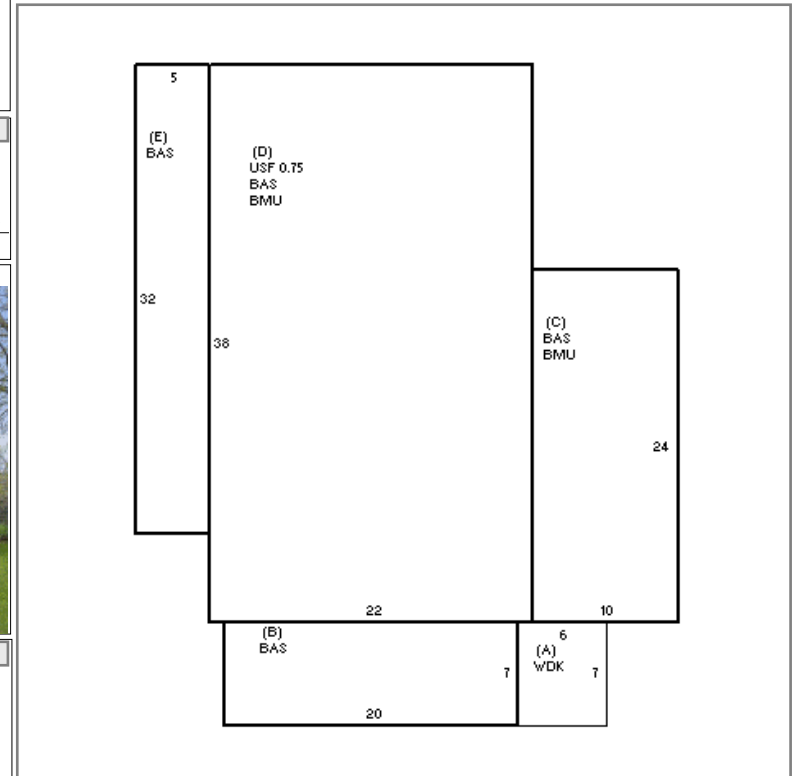 5
(E)
BAS
(D)
USF 0.75
BAS
BMU
32
38
(C)
BAS
BMU
24
22
10
(B)
BAS
6
(A)
WDK
7
7
20